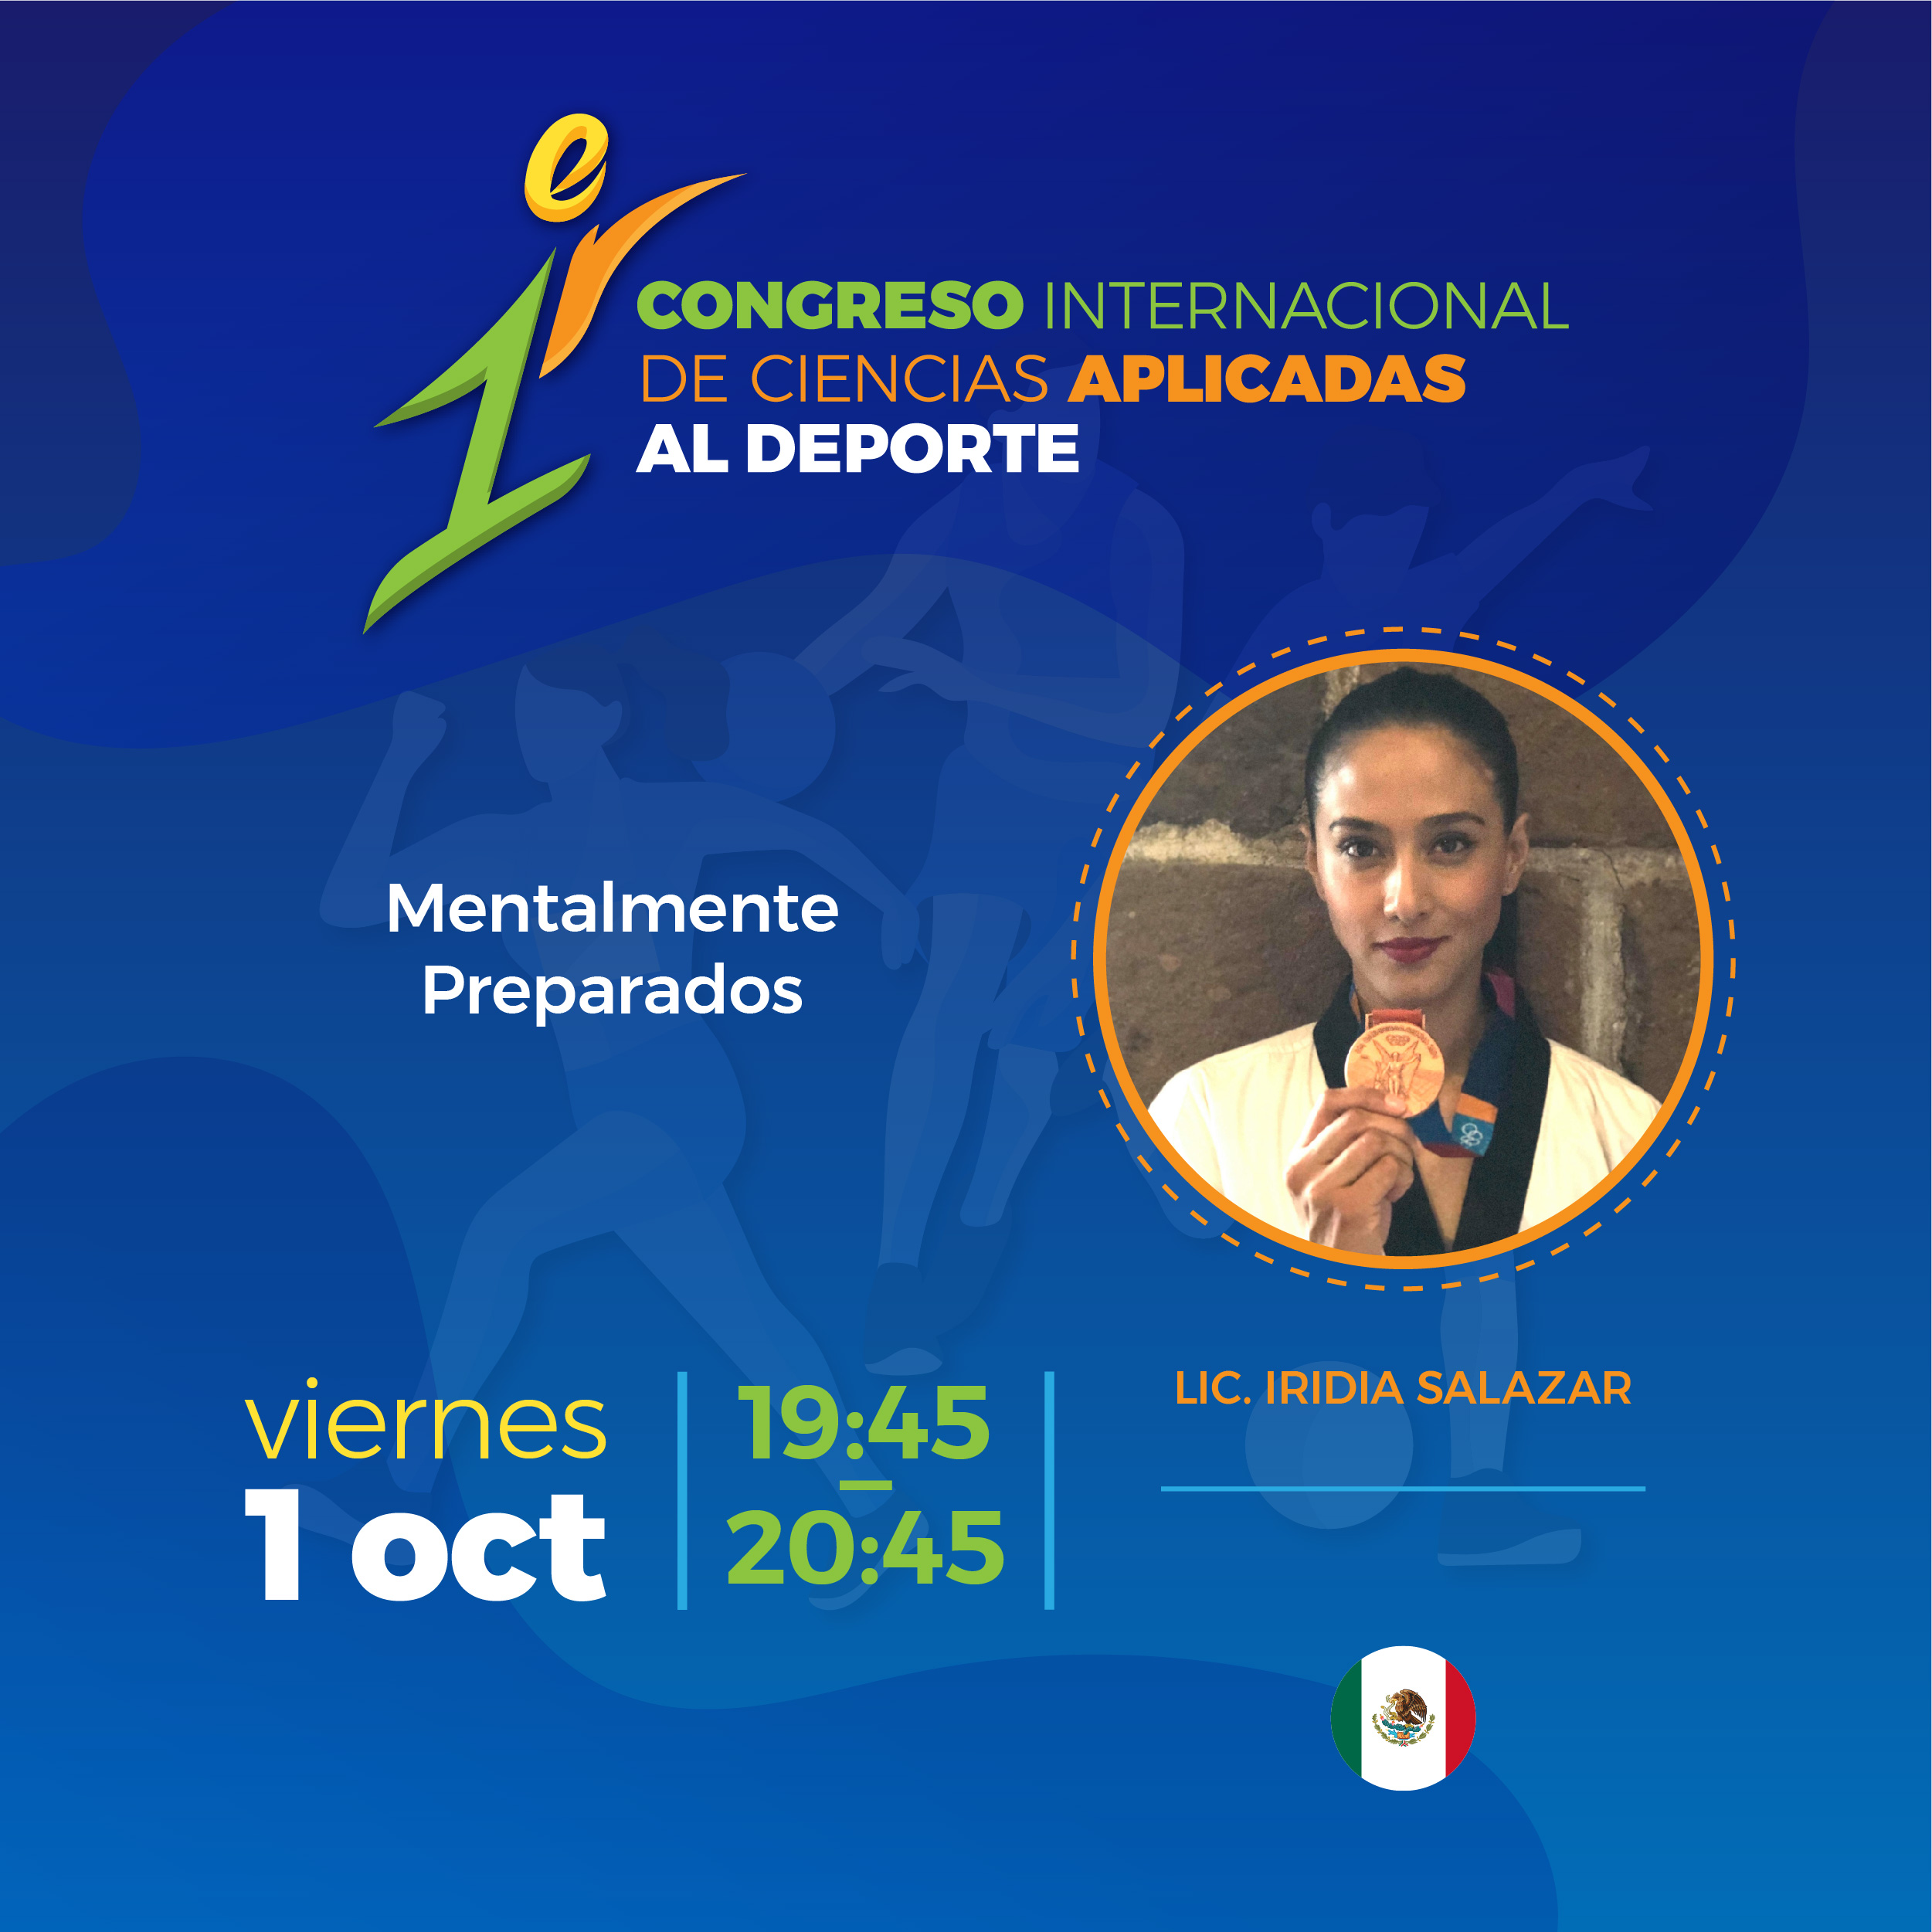 1er
CONGRESO INTERNACIONAL
DE CIENCIAS APLICADAS
AL DEPORTE
Mentalmente
Preparados
viernes
1 oct
19:45
–
20:45
LIC. IRIDIA SALAZAR